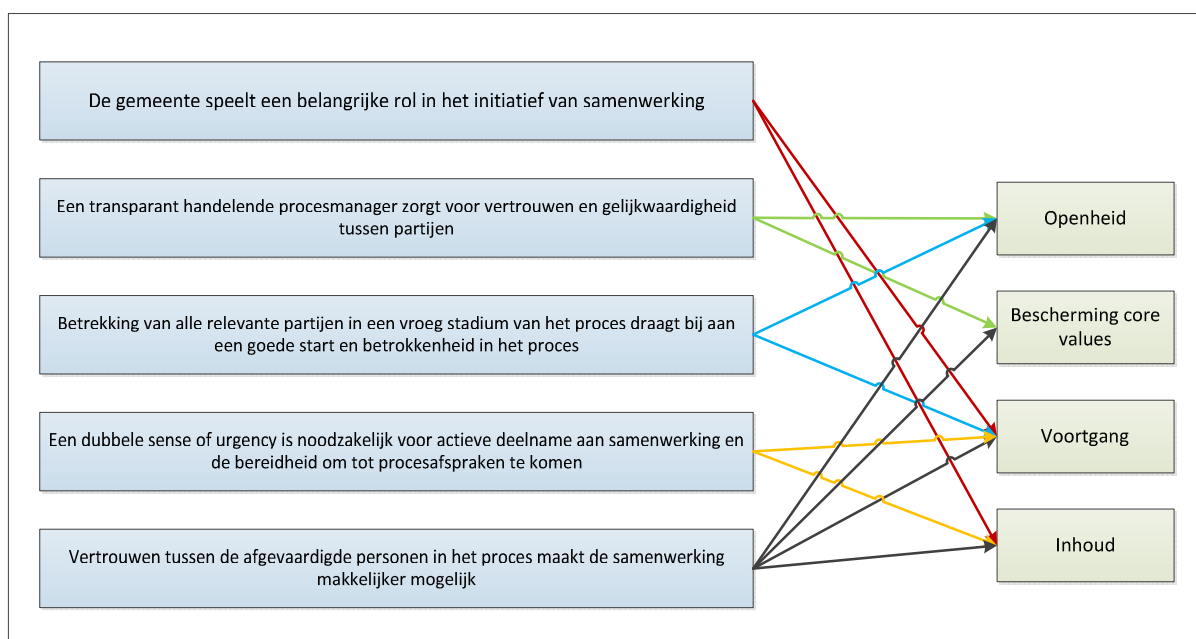 De gemeente speelt een belangrijke rol in het initiatief van samenwerking
Een transparant handelende procesmanager zorgt voor vertrouwen en gelijkwaardigheid
tussen partijen
Betrekking van alle relevante partijen in een vroeg stadium van het proces draagt bij aan
een goede start en betrokkenheid in het proces
Een dubbele sense of urgency is noodzakelijk voor actieve deelname aan samenwerking en
de bereidheid om tot procesafspraken te komen
Vertrouwen tussen de afgevaardigde personen in het proces maakt de samenwerking
makkelijker mogelijk
Openheid
Bescherming core
values
Voortgang
Inhoud